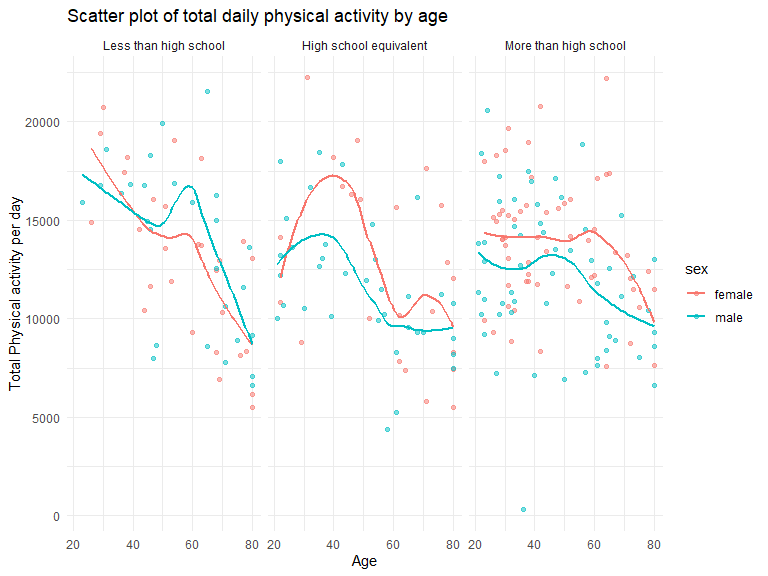 Scatter plot of total daily physical activity by age
Less than high school
High school equivalent
More than high school
Total Physical activity per day
20000
15000
10000
5000
0
20 40 60 80
20 40 60 80
20 40 60 80
Age
sex
female
male